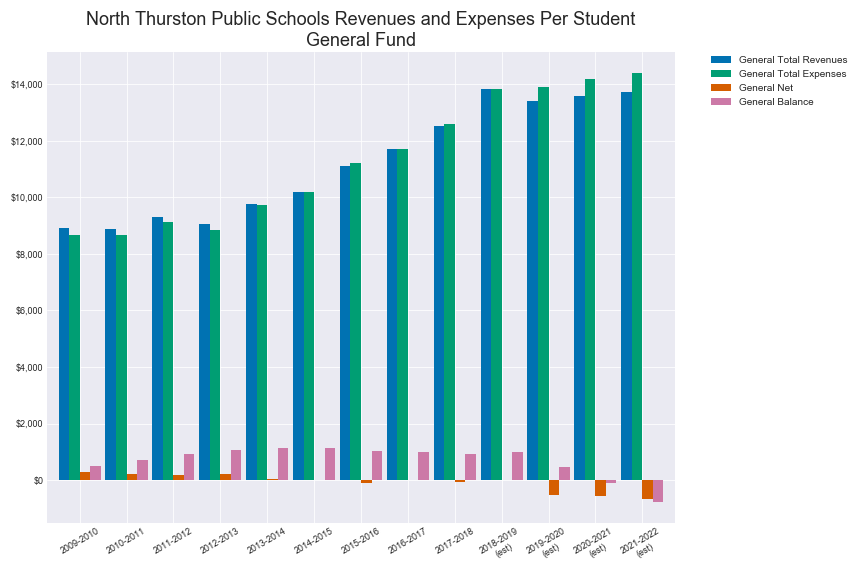 North Thurston Public Schools Revenues and Expenses Per Student
General Fund
General Total Revenues
General Total Expenses
General Net
General Balance
$14,000
$12,000
$10,000
$8,000
$6,000
$4,000
$2,000
$0
2009-2010
2010-2011
2011-2012
2012-2013
2013-2014
2014-2015
2015-2016
2016-2017
2017-2018
2018-2019
(est)
2019-2020
(est)
2020-2021
(est)
2021-2022
(est)